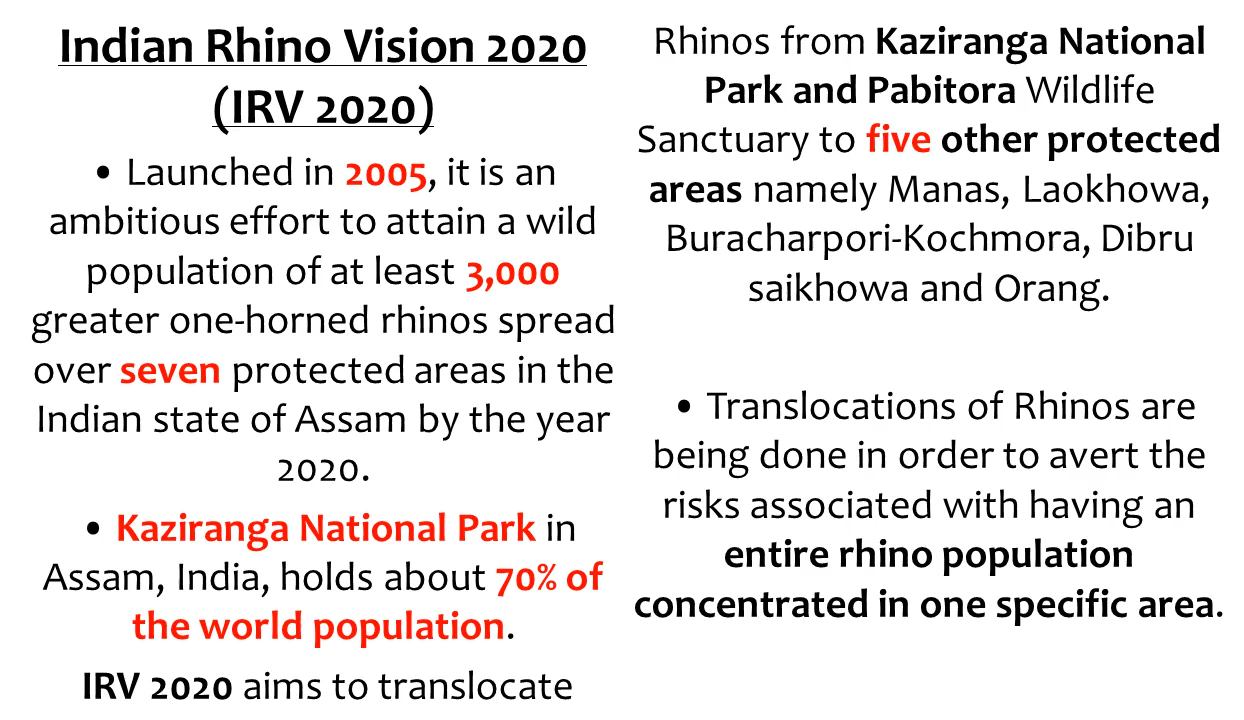 Indian Rhino Vision 2020
(IRV 2020)
• Launched in 2005, it is an
ambitious effort to attain a wild
population of at least 3,000
greater one-horned rhinos spread
over seven protected areas in the
Indian state of Assam by the year
2020.
• Kaziranga National Park in
Assam, India, holds about 70% of
the world population.
IRV 2020 aims to translocate
Rhinos from Kaziranga National
Park and Pabitora Wildlife
Sanctuary to five other protected
areas namely Manas, Laokhowa,
Buracharpori-Kochmora, Dibru
saikhowa and Orang.
• Translocations of Rhinos are
being done in order to avert the
risks associated with having an
entire rhino population
concentrated in one specific area.